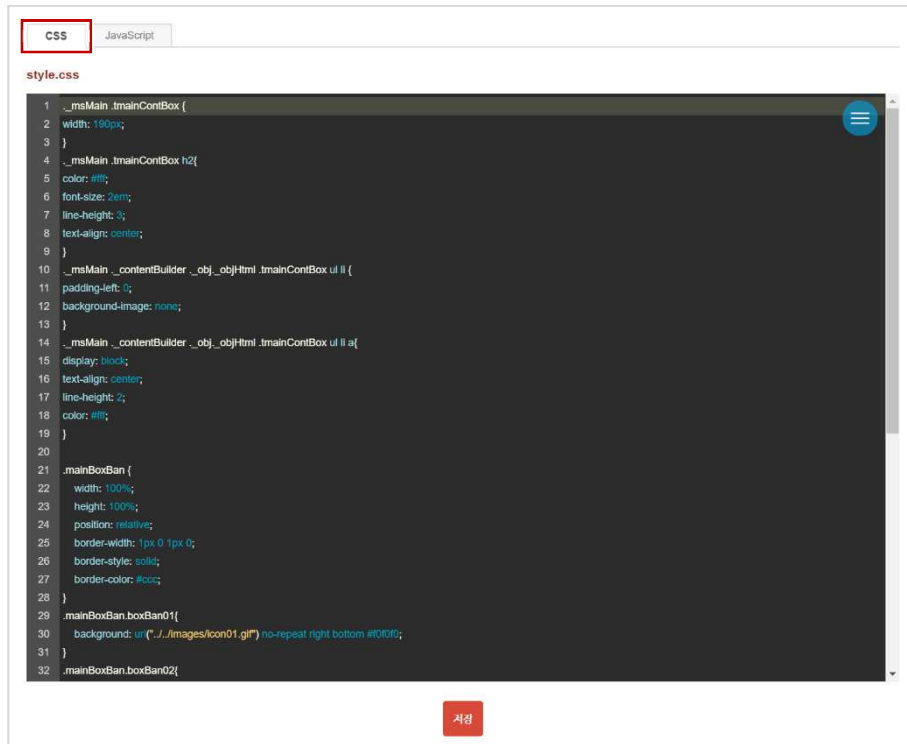 CSS JavaScript
style.css
1 ._msMain .tmainContBox {
2 width: 190px;
3 }
4 ._msMain .tmainContBox h2{
5 color: #fff;
6 font-size: 2em;
7 line-height: 3;
8 text-align: center;
9 }
10 ._msMain ._contentBuilder ._obj._objHtml .tmainContBox ul li {
11 padding-left: 0;
12 background-image: none;
13 }
14 ._msMain ._contentBuilder ._obj._objHtml .tmainContBox ul li a{
15 display: block;
16 text-align: center;
17 line-height: 2;
18 color: #fff;
19 }
20
21 .mainBoxBan {
22 width: 100%;
23 height: 100%;
24 position: relative;
25 border-width: 1px 0 1px 0;
26 border-style: solid;
27 border-color: #ccc;
28 }
29 .mainBoxBan.boxBan01{
30 background: url("../../images/icon01.gif") no-repeat right bottom #f0f0f0;
31 }
32 .mainBoxBan.boxBan02{
저장